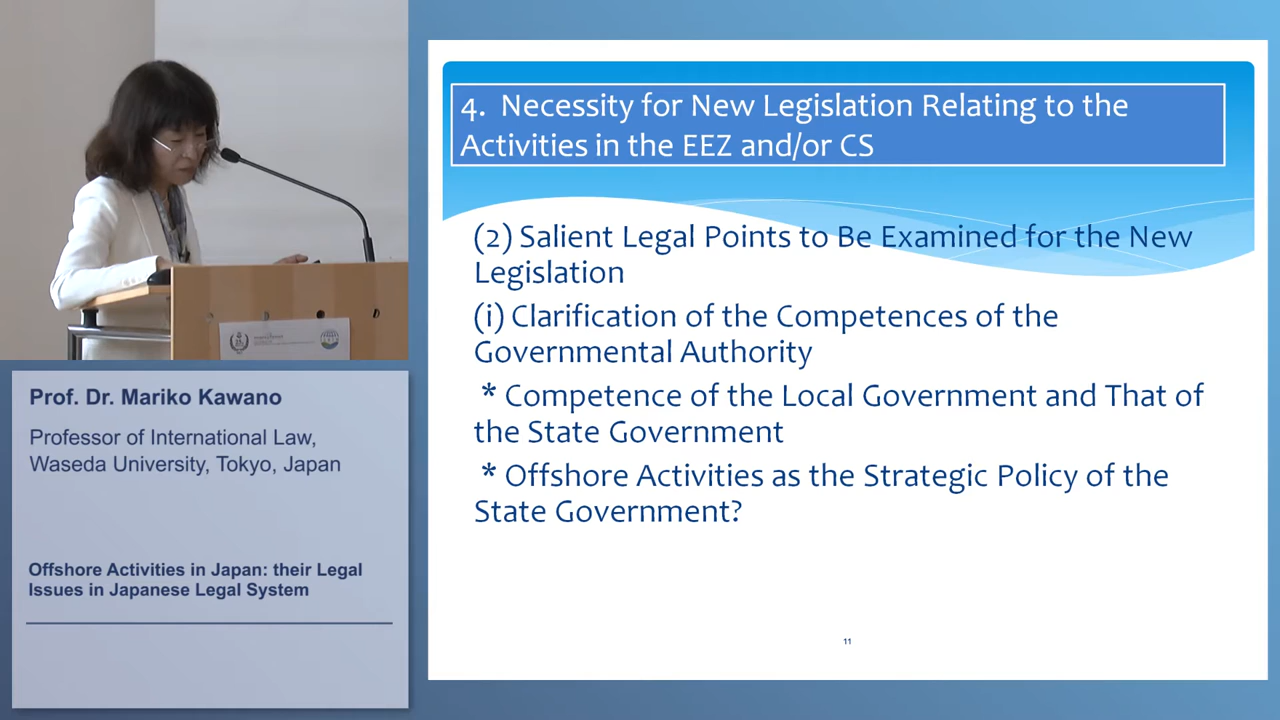 4. Necessity for New Legislation Relating to the
Activities in the EEZ and/or CS
(2) Salient Legal Points to Be Examined for the New
Legislation
(i) Clarification of the Competences of the
Governmental Authority
* Competence of the Local Government and That of
the State Government
* Offshore Activities as the Strategic Policy of the
State Government?
11
Prof. Dr. Mariko Kawano
Professor of International Law,
Waseda University, Tokyo, Japan
Offshore Activities in Japan: their Legal
Issues in Japanese Legal System